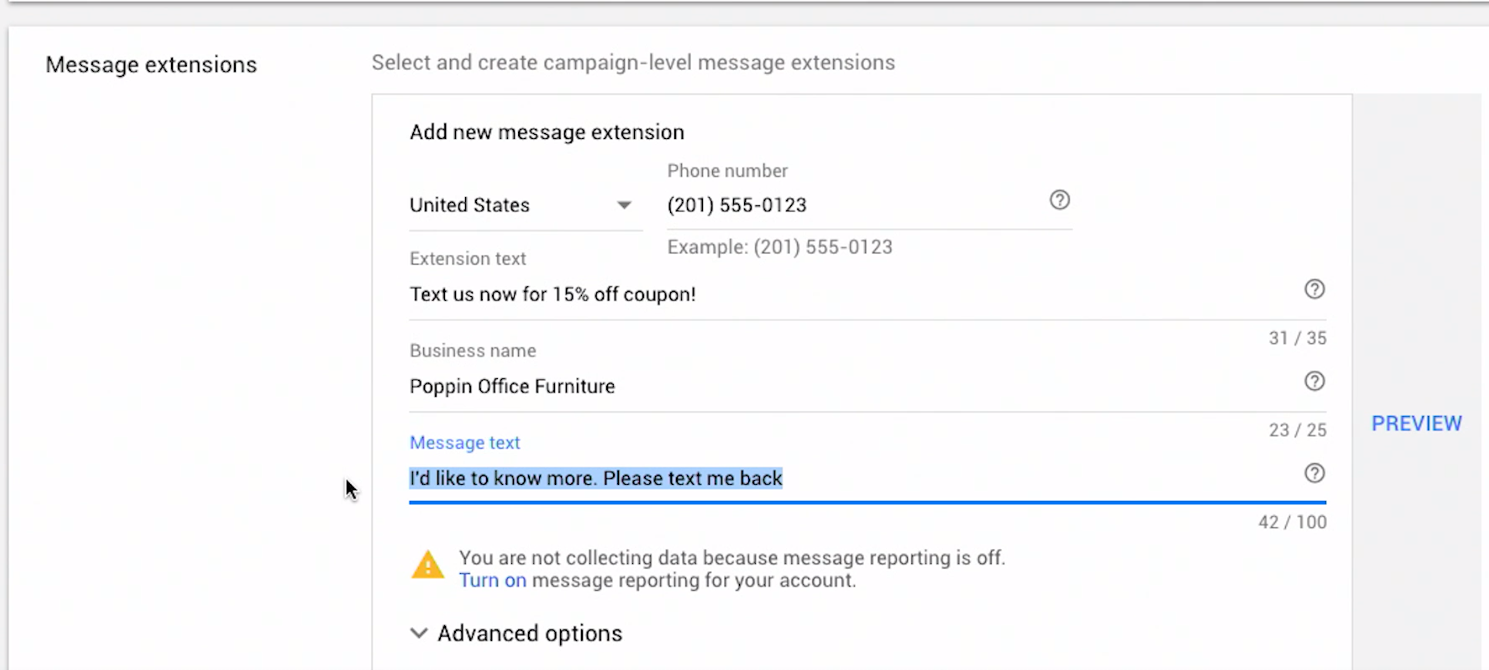 Message extensions
Select and create campaign-level message extensions
Add new message extension
Phone number
United States
(201) 555-0123
Example: (201) 555-0123
Extension text
Text us now for 15% off coupon!
31 / 35
Business name
Poppin Office Furniture
23 / 25
PREVIEW
Message text
I'd like to know more. Please text me back
42 / 100
You are not collecting data because message reporting is off.
Turn on message reporting for your account.
Advanced options